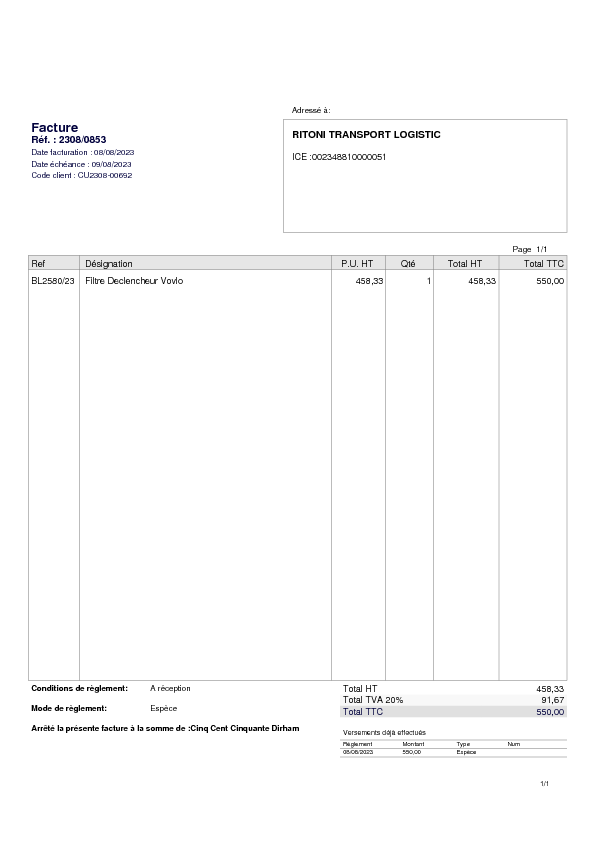 Adressé à:
Facture
Réf. : 2308/0853
Date facturation : 08/08/2023
Date échéance : 09/08/2023
Code client : CU2308-00692
RITONI TRANSPORT LOGISTIC
ICE :002348810000051
Page 1/1
Ref Désignation P.U. HT Qté Total HT Total TTC
BL2580/23 Filtre Declencheur Vovlo 458,33 1 458,33 550,00
Conditions de règlement: A réception
Mode de règlement: Espèce
Arrêté la présente facture à la somme de :Cinq Cent Cinquante Dirham
Total HT 458,33
Total TVA 20% 91,67
Total TTC 550,00
Versements déjà effectués
Règlement Montant Type Num
08/08/2023 550,00 Espèce
1/1